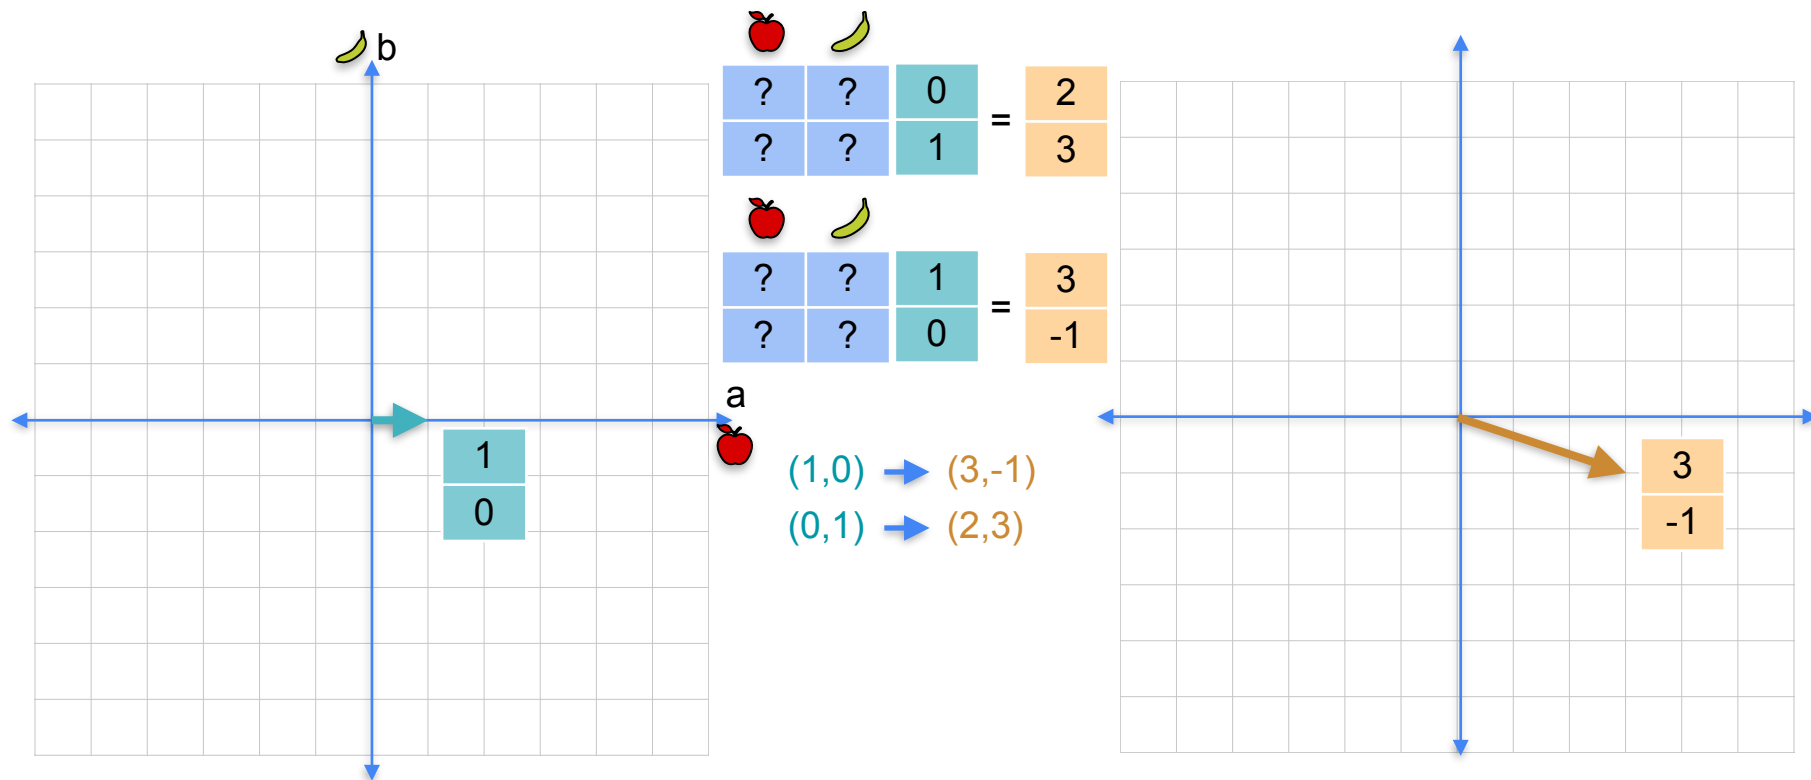 b
? ? 0 = 2
? ? 1 3
? ? 1 = 3
? ? 0 -1
a
1
0
(1,0) (3,-1)
(0,1) (2,3)
3
-1